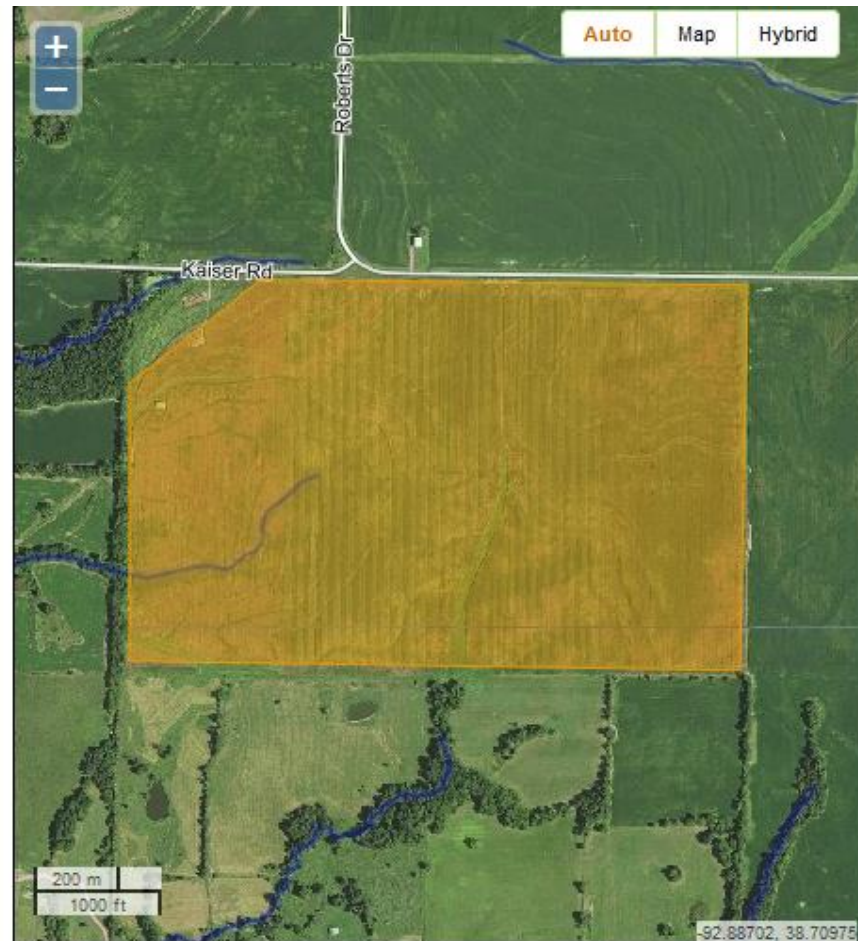 +
−
Auto
Map
Hybrid
Roberts Dr
Kaiser Rd
200 m
1000 ft
-92.88702, 38.70975